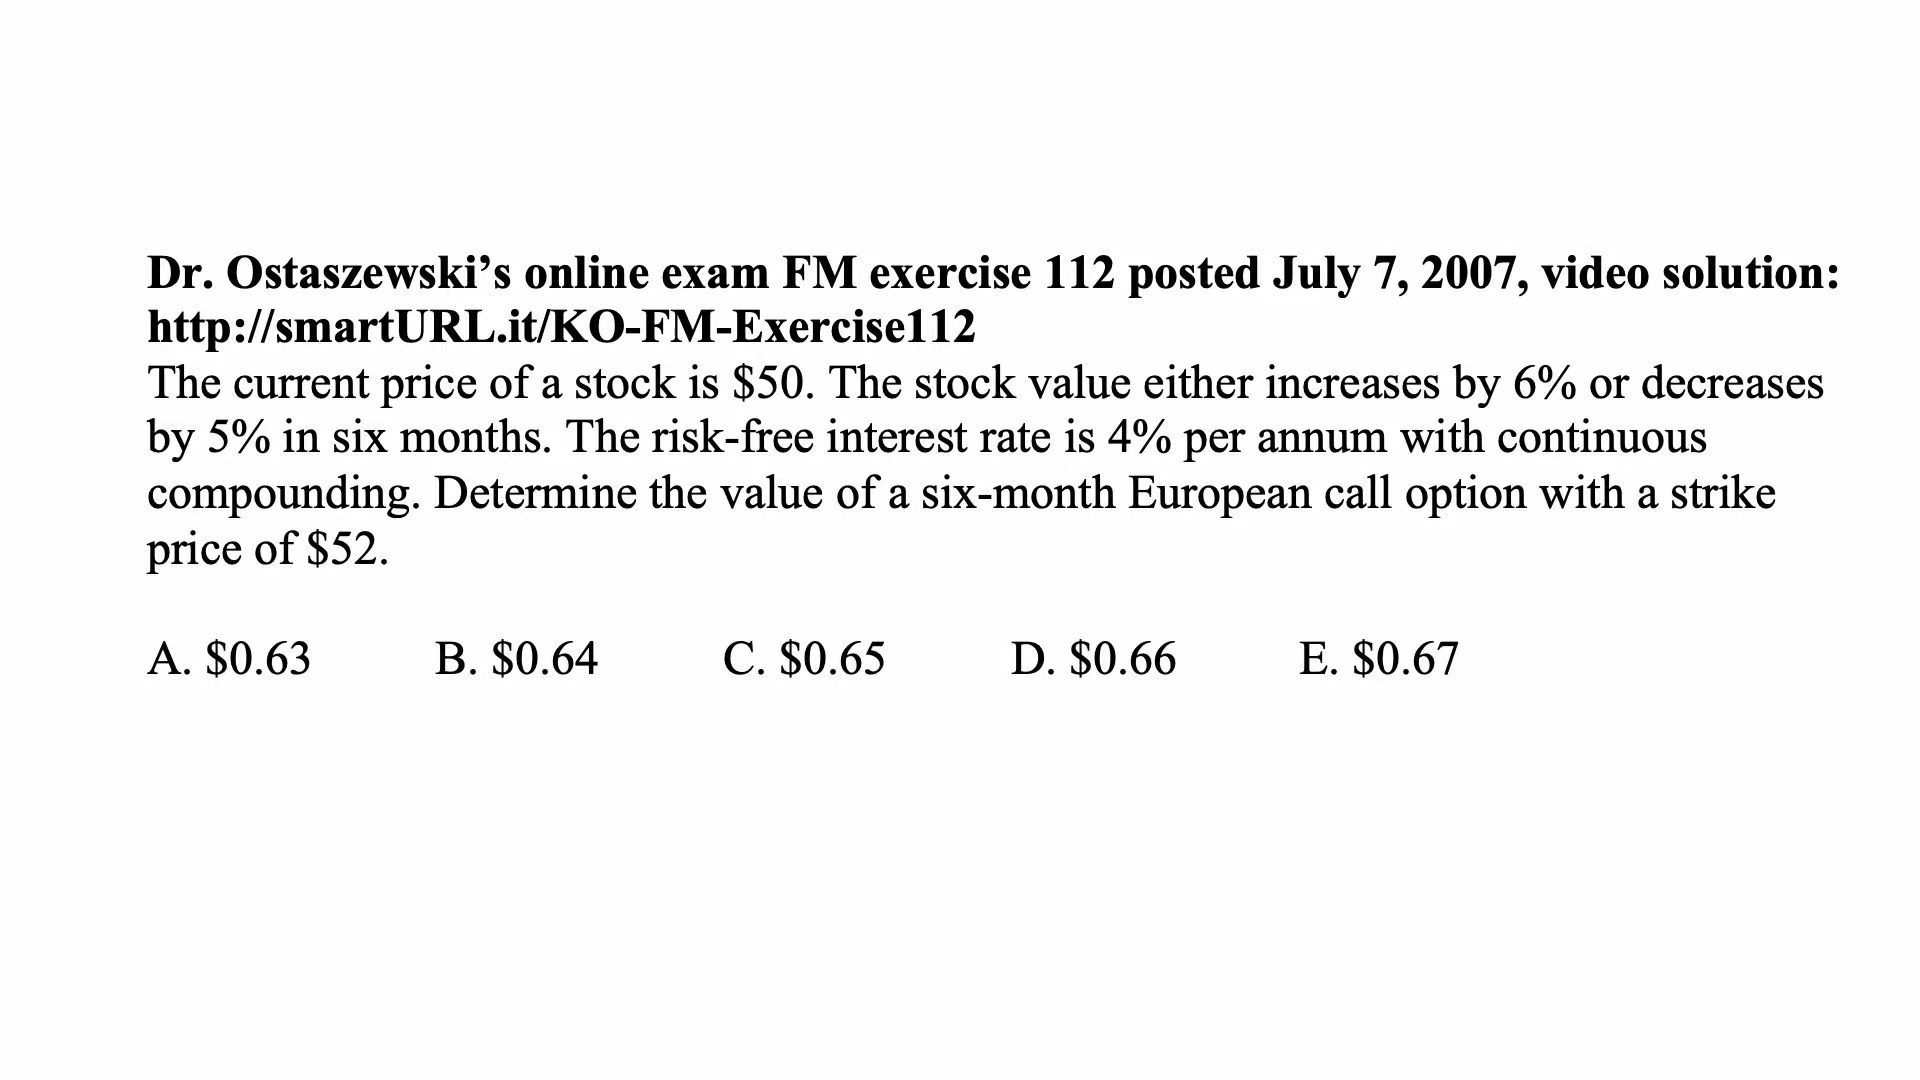 Dr. Ostaszewski’s online exam FM exercise 112 posted July 7, 2007, video solution:
http://smartURL.it/KO-FM-Exercise112
The current price of a stock is $50. The stock value either increases by 6% or decreases
by 5% in six months. The risk-free interest rate is 4% per annum with continuous
compounding. Determine the value of a six-month European call option with a strike
price of $52.
A. $0.63 B. $0.64 C. $0.65 D. $0.66 E. $0.67